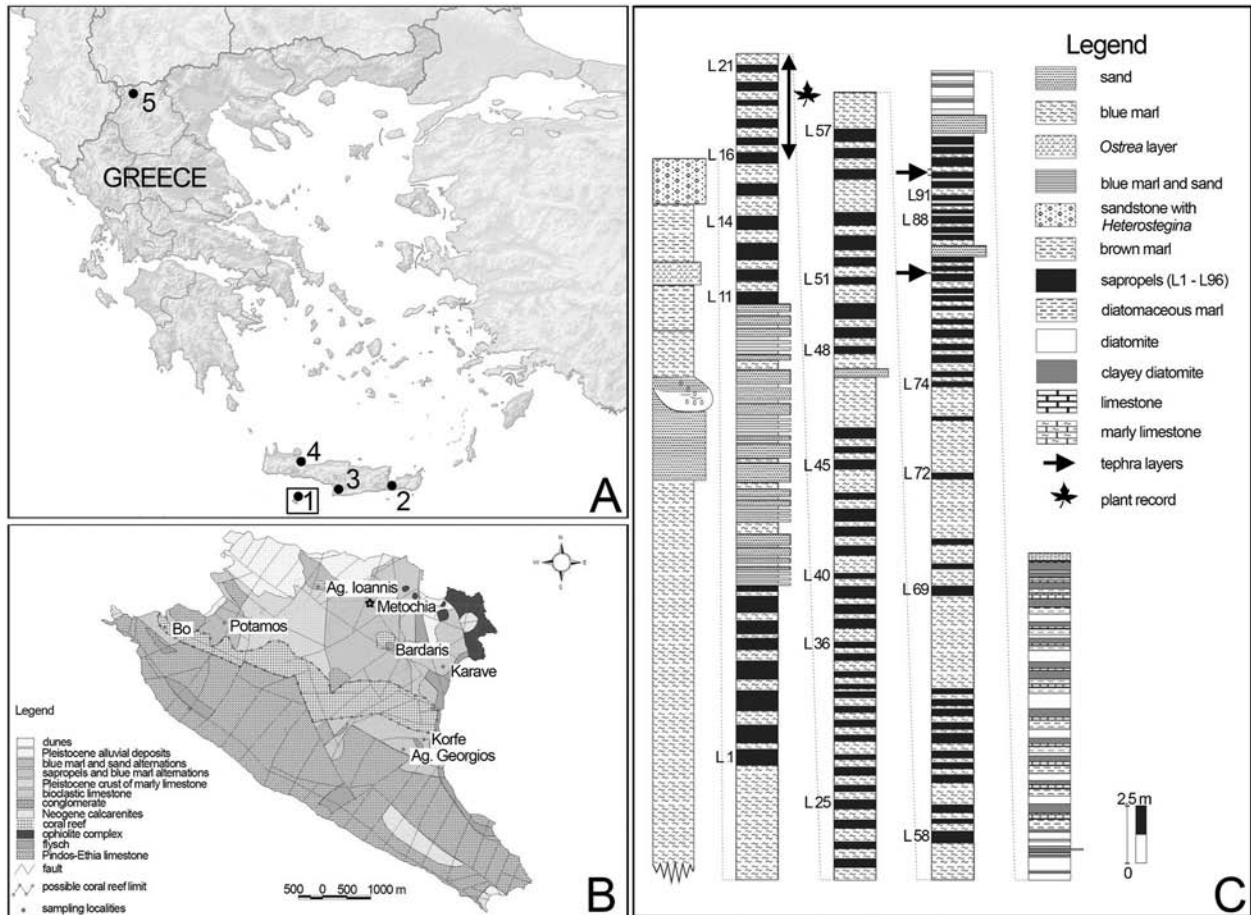 5
GREECE
4
3
2
1
A
Ag. Ioannis
Metochia
Bo
Potamos
Bardaris
Karave
Korfe
Ag. Georgios
Legend
dunes
Pleistocene alluvial deposits
blue marl and sand alternations
sapropels and blue marl alternations
Pleistocene crust of marly limestone
bioclastic limestone
conglomerate
Neogene calcarenites
coral reef
ophiolite complex
flysch
Pindos-Ethia limestone
fault
possible coral reef limit
sampling localities
500 0 1000 m
B
L 21
L 16
L 14
L 11
L 1
L 57
L 51
L 48
L 45
L 40
L 36
L 25
L 91
L 88
L 74
L 72
L 69
L 58
Legend
sand
blue marl
Ostrea layer
blue marl and sand
sandstone with
Heterostegina
brown marl
sapropels (L1 - L96)
diatomaceous marl
diatomite
clayey diatomite
limestone
marly limestone
tephra layers
plant record
2,5 m
0
C